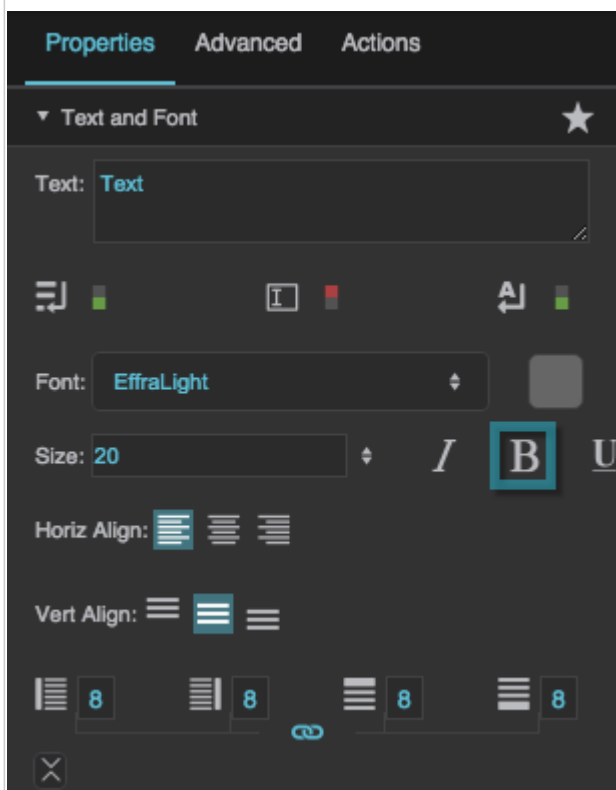 Properties Advanced Actions
Text and Font
Text: Text
Font: EffraLight
Size: 20 I B U
Horiz Align:
Vert Align:
8 8 8 8